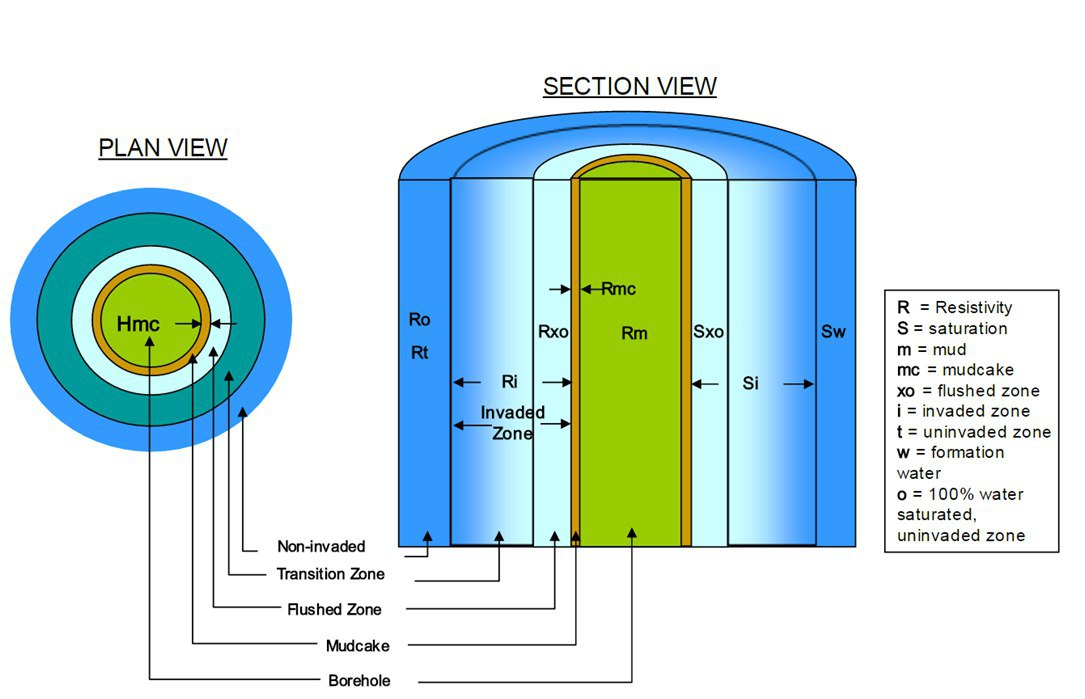 SECTION VIEW
PLAN VIEW
Hmc
Rmc
Ro
Rxo
Rm
Sxo
Sw
Rt
Ri
Si
Invaded
Zone
R = Resistivity
S = saturation
m = mud
mc = mudcake
xo = flushed zone
i = invaded zone
t = uninvaded zone
w = formation
water
o = 100% water
saturated,
uninvaded zone
Non-invaded
Transition Zone
Flushed Zone
Mudcake
Borehole